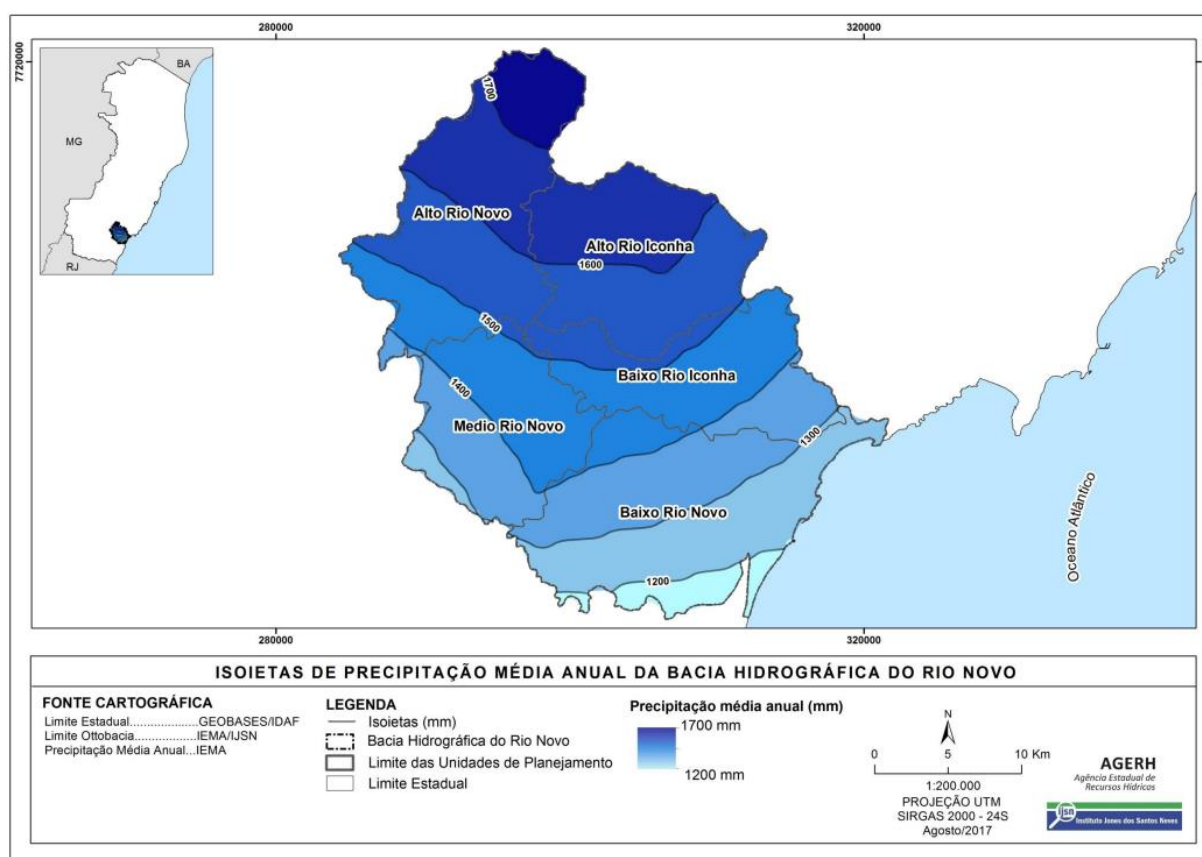 280000
320000
7720000
BA
MG
RJ
1700
Alto Rio Novo
Alto Rio Iconha
1600
1500
Baixo Rio Iconha
1400
Medio Rio Novo
1300
Baixo Rio Novo
1200
Oceano Atlântico
280000
320000
ISOIETAS DE PRECIPITAÇÃO MÉDIA ANUAL DA BACIA HIDROGRÁFICA DO RIO NOVO
FONTE CARTOGRÁFICA
Limite Estadual....................GEOBASES/IDAF
Limite Ottobacia..................IEMA/IJSN
Precipitação Média Anual...IEMA
LEGENDA
Isoietas (mm)
Bacia Hidrográfica do Rio Novo
Limite das Unidades de Planejamento
Limite Estadual
Precipitação média anual (mm)
1700 mm
1200 mm
N
0 5 10 Km
1:200.000
PROJEÇÃO UTM
SIRGAS 2000 - 24S
Agosto/2017
AGERH
Agência Estadual de
Recursos Hídricos
ijsn
Instituto Jones dos Santos Neves